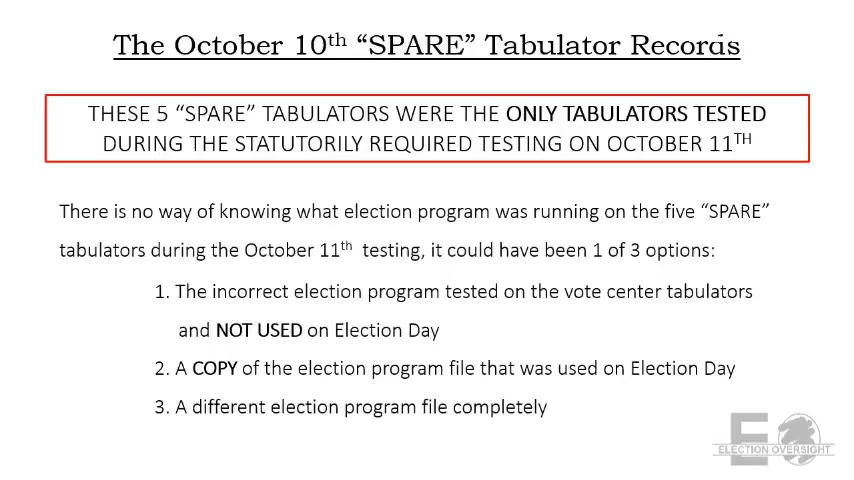 The October 10th “SPARE” Tabulator Records
THESE 5 “SPARE” TABULATORS WERE THE ONLY TABULATORS TESTED
DURING THE STATUTORILY REQUIRED TESTING ON OCTOBER 11TH
There is no way of knowing what election program was running on the five “SPARE”
tabulators during the October 11th testing, it could have been 1 of 3 options:
1. The incorrect election program tested on the vote center tabulators
and NOT USED on Election Day
2. A COPY of the election program file that was used on Election Day
3. A different election program file completely
E
ELECTION OVERSIGHT